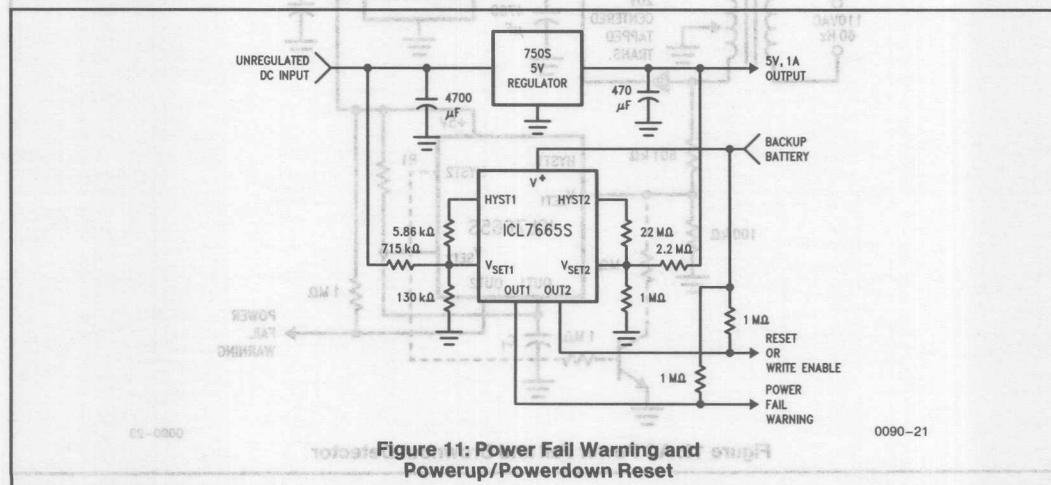 UNREGULATED
DC INPUT
4700
µF
750S
5V
REGULATOR
470
µF
5V, 1A
OUTPUT
BACKUP
BATTERY
V+
HYST1
HYST2
ICL7665S
5.86 kΩ
715 kΩ
130 kΩ
VSET1
VSET2
OUT1
OUT2
22 MΩ
2.2 MΩ
1 MΩ
1 MΩ
1 MΩ
RESET
OR
WRITE ENABLE
POWER
FAIL
WARNING
0090-21
Figure 11: Power Fail Warning and
Powerup/Powerdown Reset